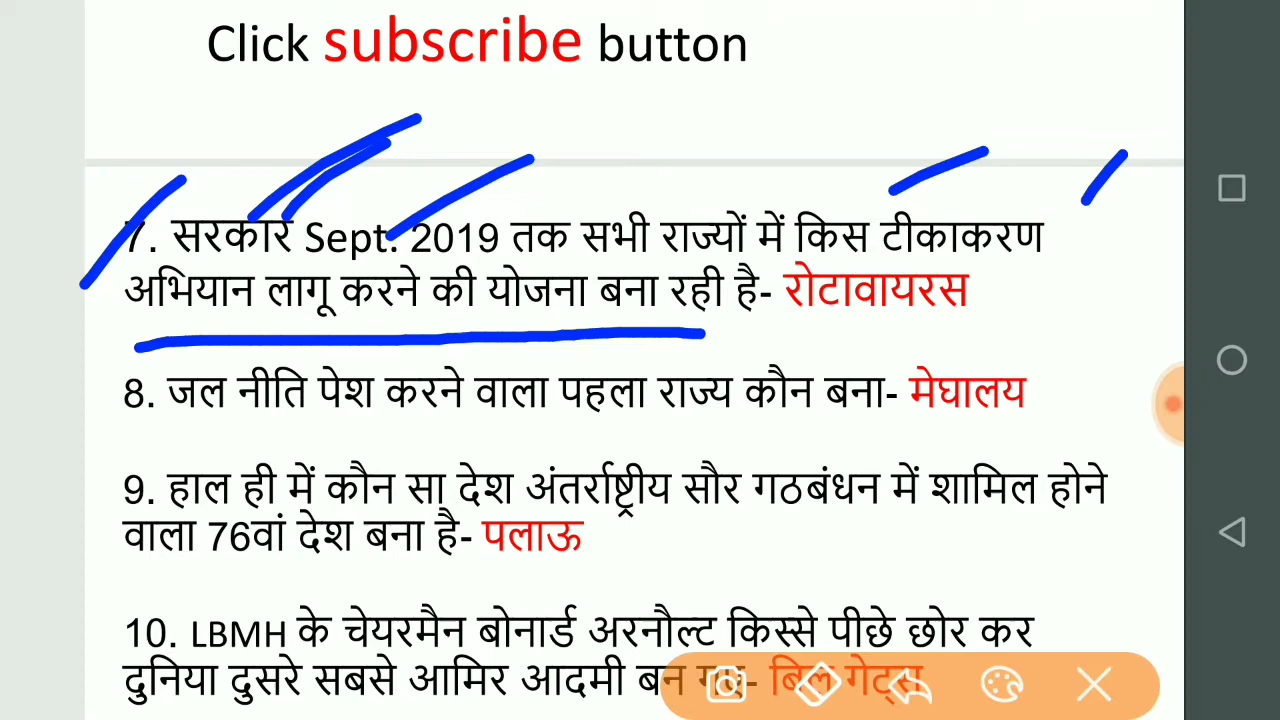 Click subscribe button
7. सरकार Sept. 2019 तक सभी राज्यों में किस टीकाकरण
अभियान लागू करने की योजना बना रही है- रोटावायरस
8. जल नीति पेश करने वाला पहला राज्य कौन बना- मेघालय
9. हाल ही में कौन सा देश अंतर्राष्ट्रीय सौर गठबंधन में शामिल होने
वाला 76वां देश बना है- पलाऊ
10. LBMH के चेयरमैन बोनार्ड अरनौल्ट किस्से पीछे छोर कर
दुनिया दुसरे सबसे आमिर आदमी बन गए- बिल गेट्स